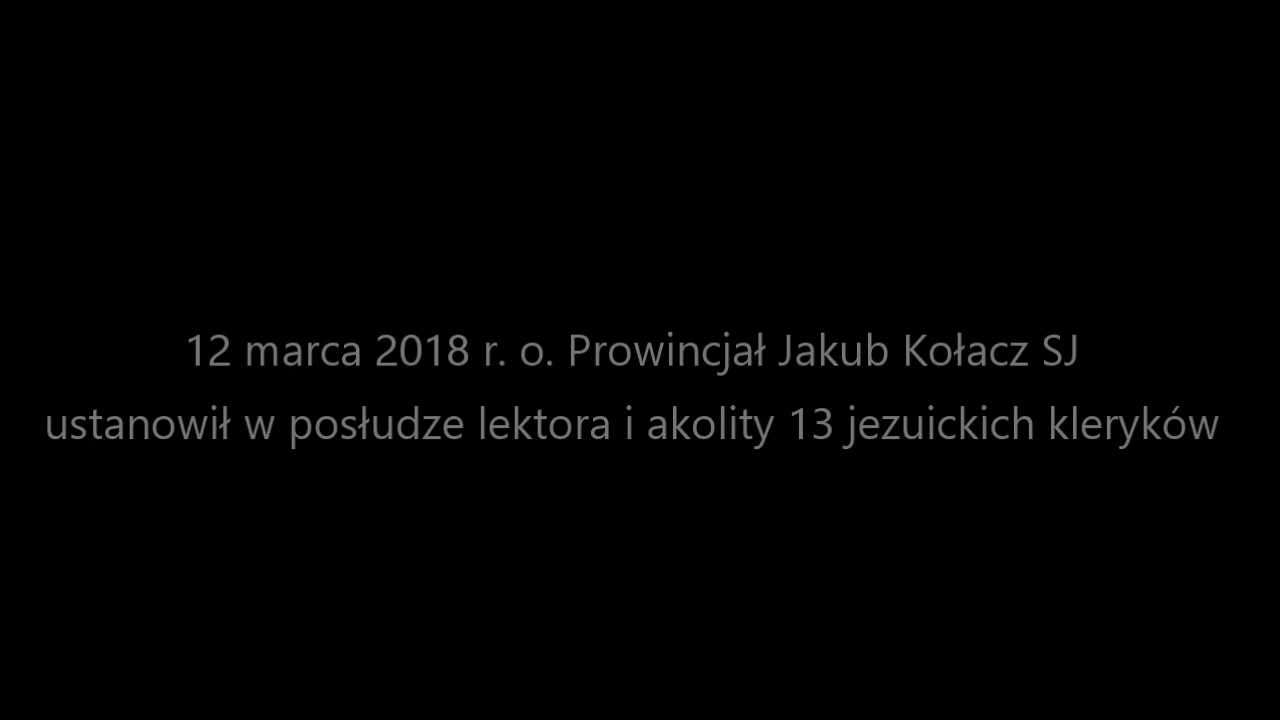 12 marca 2018 r. o. Prowincjał Jakub Kołacz SJ
ustanowił w posłudze lektora i akolity 13 jezuickich kleryków